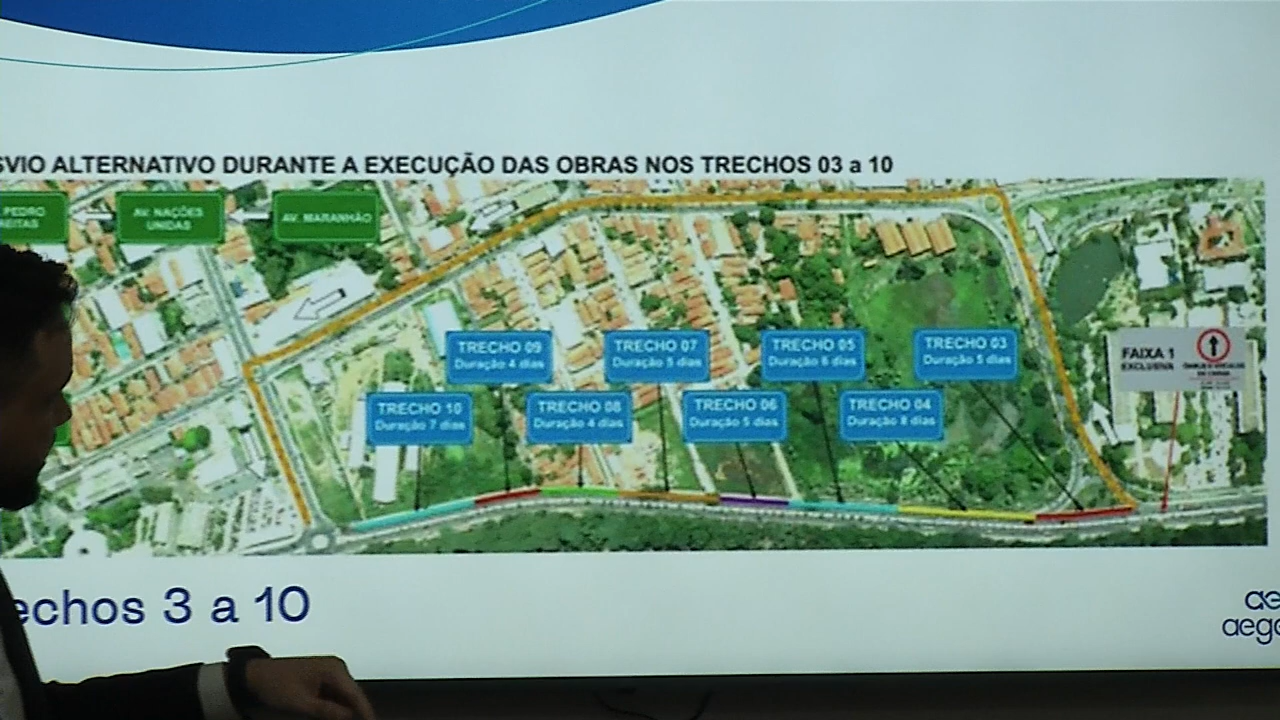 SVIO ALTERNATIVO DURANTE A EXECUÇÃO DAS OBRAS NOS TRECHOS 03 a 10
PEDRO
EITAS
AV. NAÇÕES
UNIDAS
AV. MARANHÃO
TRECHO 09
Duração 4 dias
TRECHO 07
Duração 5 dias
TRECHO 05
Duração 6 dias
TRECHO 03
Duração 5 dias
FAIXA 1
EXCLUSIVA
TRECHO 10
Duração 7 dias
TRECHO 08
Duração 4 dias
TRECHO 06
Duração 5 dias
TRECHO 04
Duração 8 dias
echos 3 a 10
ae
aega